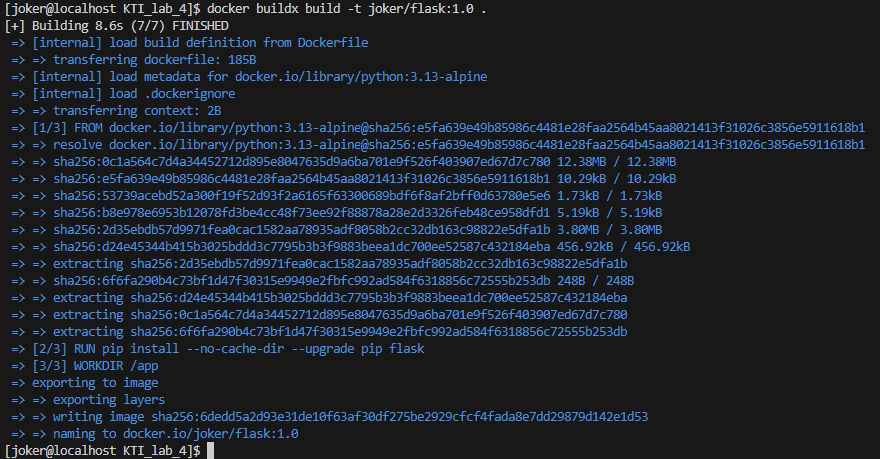 [joker@localhost KTI_lab_4]$ docker buildx build -t joker/flask:1.0 .
[+] Building 8.6s (7/7) FINISHED
=> [internal] load build definition from Dockerfile
=> => transferring dockerfile: 185B
=> [internal] load metadata for docker.io/library/python:3.13-alpine
=> [internal] load .dockerignore
=> => transferring context: 2B
=> [1/3] FROM docker.io/library/python:3.13-alpine@sha256:e5fa639e49b85986c4481e28faa2564b45aa8021413f31026c3856e5911618b1
=> => resolve docker.io/library/python:3.13-alpine@sha256:e5fa639e49b85986c4481e28faa2564b45aa8021413f31026c3856e5911618b1
=> => sha256:0c1a564c7d4a34452712d895e8047635d9a6ba701e9f526f403907ed67d7c780 12.38MB / 12.38MB
=> => sha256:e5fa639e49b85986c4481e28faa2564b45aa8021413f31026c3856e5911618b1 10.29kB / 10.29kB
=> => sha256:53739acebd52a300f19f52d93f2a6165f63300689bdf6f8af2bff0d63780e5e6 1.73kB / 1.73kB
=> => sha256:b8e978e6953b12078fd3be4cc48f73ee92f88878a28e2d3326feb48ce958dfd1 5.19kB / 5.19kB
=> => sha256:2d35ebdb57d9971fea0cac1582aa78935adf8058b2cc32db163c98822e5dfa1b 3.80MB / 3.80MB
=> => sha256:d24e45344b415b3025bddd3c7795b3b3f9883beea1dc700ee52587c432184eba 456.92kB / 456.92kB
=> => extracting sha256:2d35ebdb57d9971fea0cac1582aa78935adf8058b2cc32db163c98822e5dfa1b
=> => sha256:6f6fa290b4c73bf1d47f30315e9949e2fbfc992ad584f6318856c72555b253db 248B / 248B
=> => extracting sha256:d24e45344b415b3025bddd3c7795b3b3f9883beea1dc700ee52587c432184eba
=> => extracting sha256:0c1a564c7d4a34452712d895e8047635d9a6ba701e9f526f403907ed67d7c780
=> => extracting sha256:6f6fa290b4c73bf1d47f30315e9949e2fbfc992ad584f6318856c72555b253db
=> [2/3] RUN pip install --no-cache-dir --upgrade pip flask
=> [3/3] WORKDIR /app
=> exporting to image
=> => exporting layers
=> => writing image sha256:6dedd5a2d93e31de10f63af30df275be2929cfcf4fada8e7dd29879d142e1d53
=> => naming to docker.io/joker/flask:1.0
[joker@localhost KTI_lab_4]$